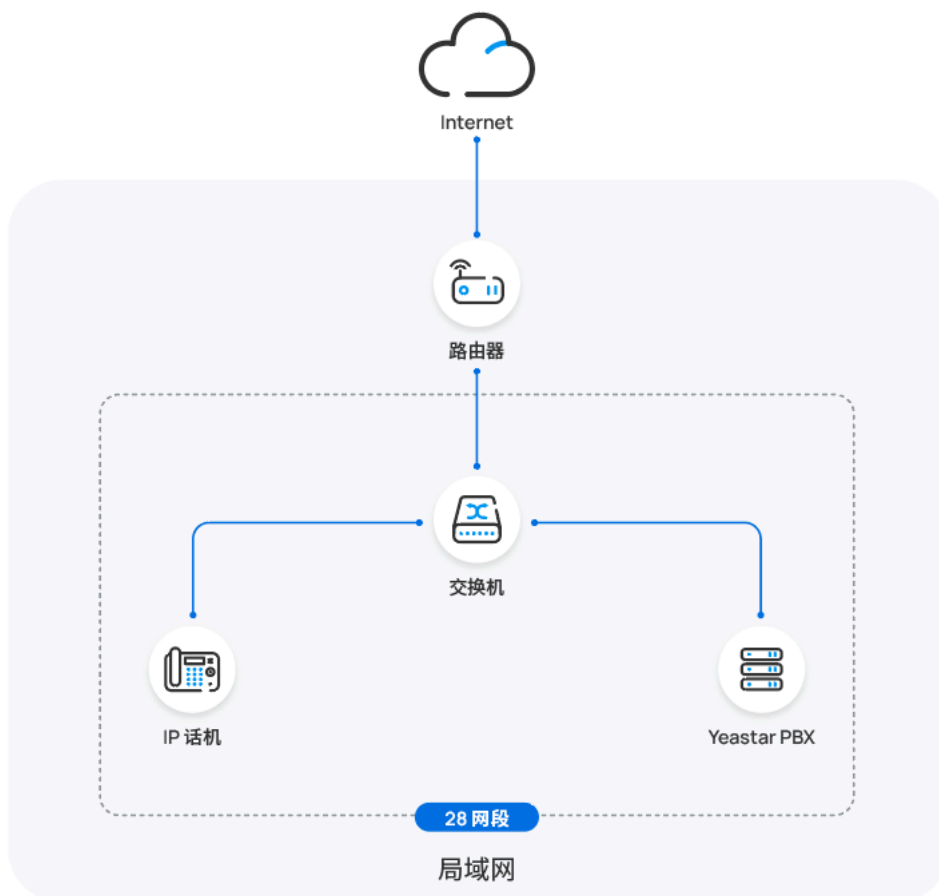 Internet
路由器
交换机
IP 话机
Yeastar PBX
28 网段
局域网